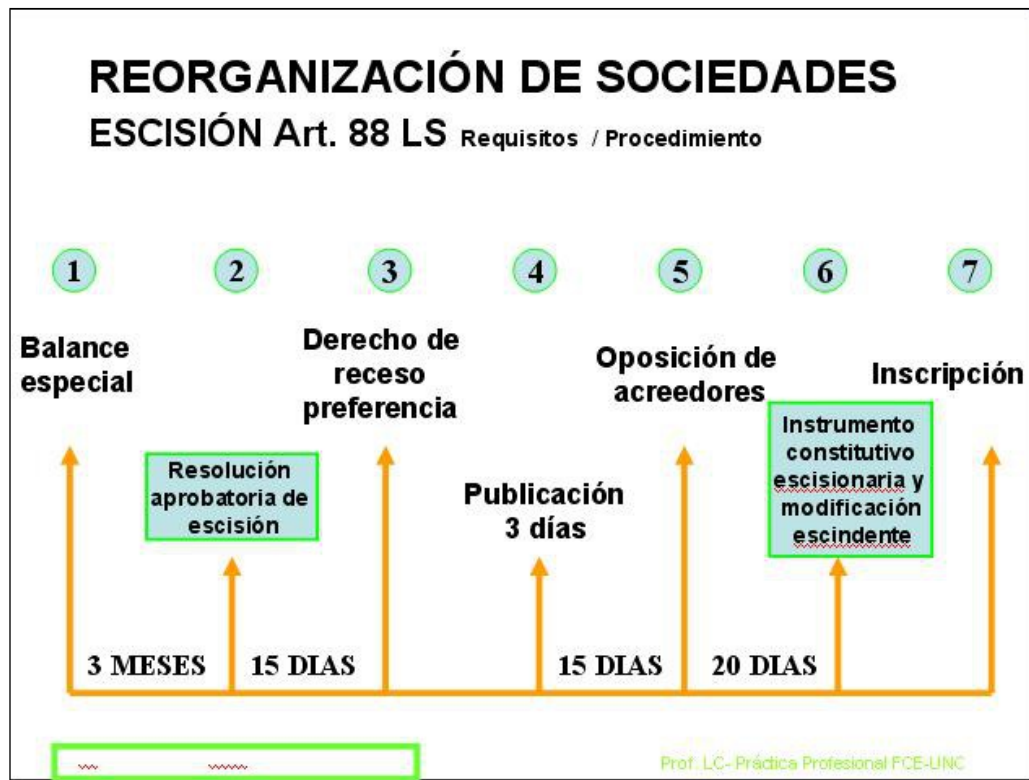 REORGANIZACIÓN DE SOCIEDADES
ESCISIÓN Art. 88 LS Requisitos / Procedimiento
1 2 3 4 5 6 7
Balance
especial
Resolución
aprobatoria de
escisión
Derecho de
receso
preferencia
Publicación
3 días
Oposición de
acreedores
Instrumento
constitutivo
escisionaria y
modificación
escindente
Inscripción
3 MESES 15 DIAS 15 DIAS 20 DIAS
Prof. LC- Práctica Profesional FCE-UNC